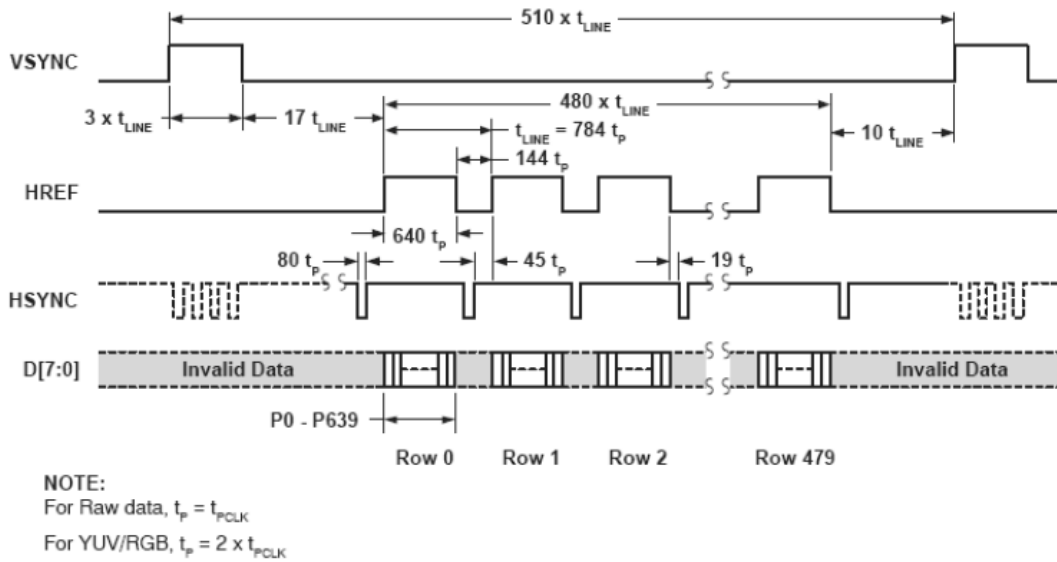 510 x tLINE
VSYNC
480 x tLINE
3 x tLINE
17 tLINE
tLINE = 784 tP
10 tLINE
144 tP
HREF
640 tP
80 tP
45 tP
19 tP
HSYNC
D[7:0]
Invalid Data
Invalid Data
P0 - P639
Row 0
Row 1
Row 2
Row 479
NOTE:
For Raw data, tP = tPCLK
For YUV/RGB, tP = 2 x tPCLK